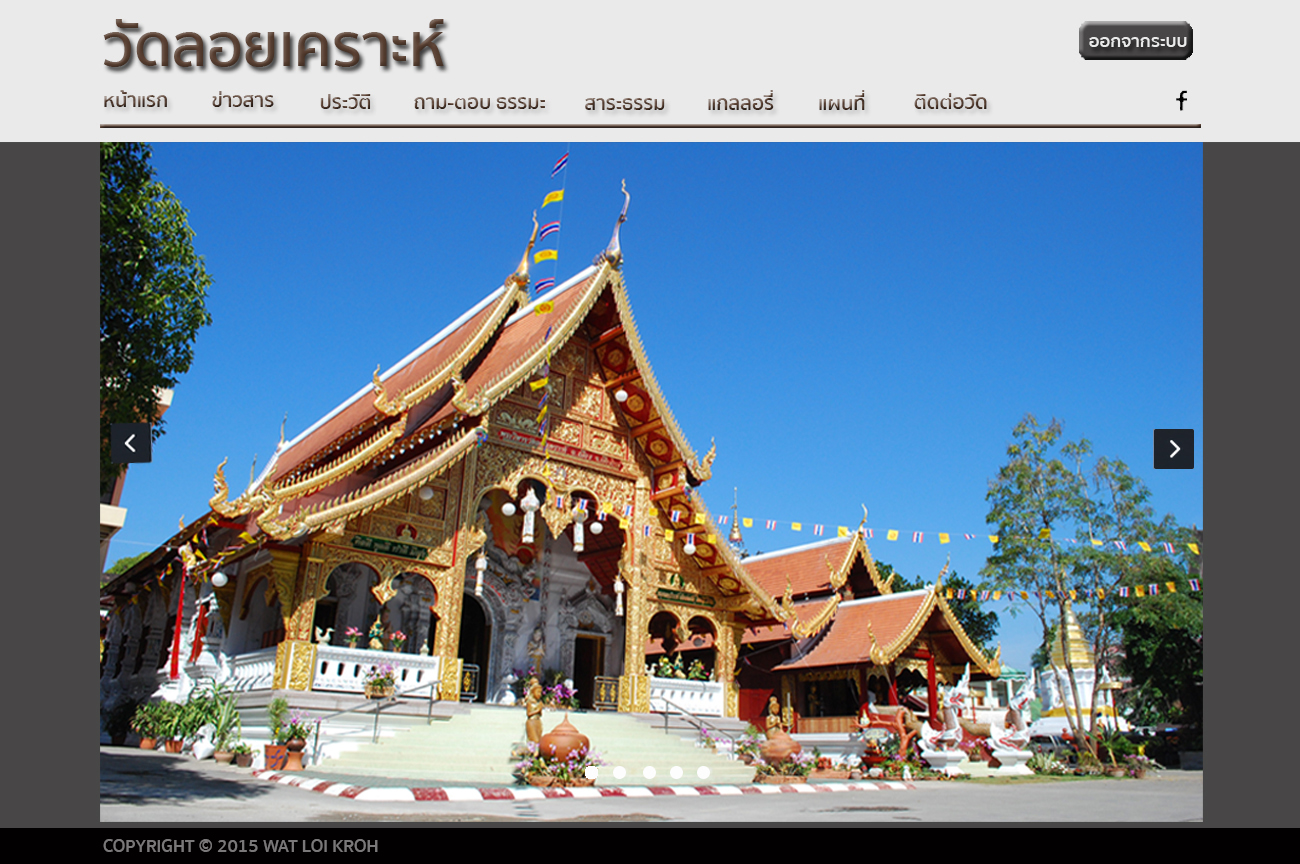 วัดลอยเคราะห์
ออกจากระบบ
หน้าแรก ข่าวสาร ประวัติ ถาม-ตอบ ธรรมะ สาระธรรม แกลลอรี่ แผนที่ ติดต่อวัด
COPYRIGHT © 2015 WAT LOI KROH